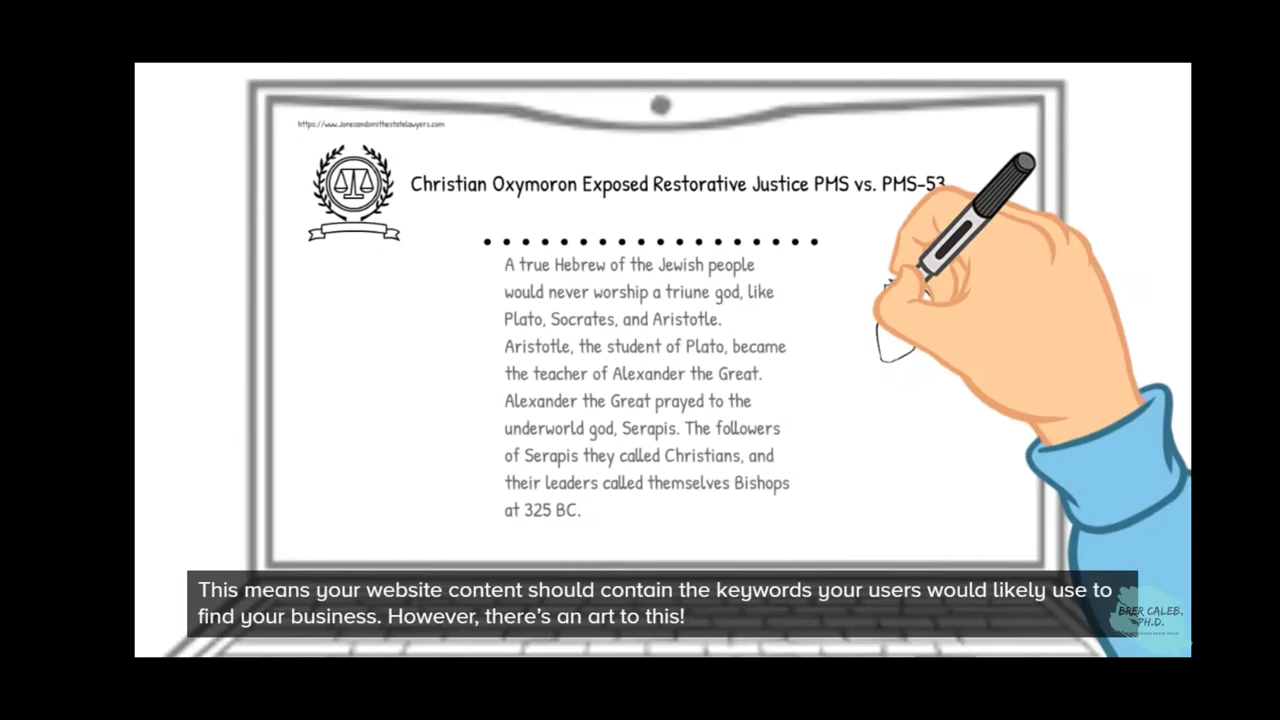 https://www.Jonesandsmithestatelawyers.com
Christian Oxymoron Exposed Restorative Justice PMS vs. PMS-53
A true Hebrew of the Jewish people
would never worship a triune god, like
Plato, Socrates, and Aristotle.
Aristotle, the student of Plato, became
the teacher of Alexander the Great.
Alexander the Great prayed to the
underworld god, Serapis. The followers
of Serapis they called Christians, and
their leaders called themselves Bishops
at 325 BC.
This means your website content should contain the keywords your users would likely use to
find your business. However, there's an art to this!
BRER CALEB,
PH.D.